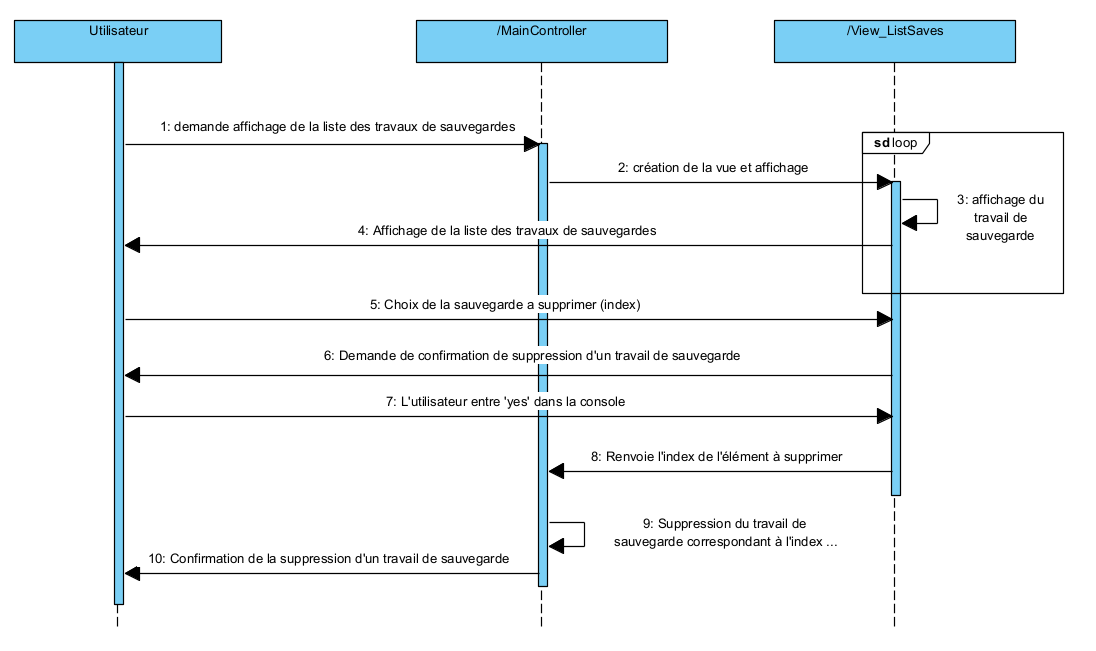 Utilisateur
/MainController
/View_ListSaves
1: demande affichage de la liste des travaux de sauvegardes
sd loop
2: création de la vue et affichage
3: affichage du
travail de
sauvegarde
4: Affichage de la liste des travaux de sauvegardes
5: Choix de la sauvegarde a supprimer (index)
6: Demande de confirmation de suppression d'un travail de sauvegarde
7: L'utilisateur entre 'yes' dans la console
8: Renvoie l'index de l'élément à supprimer
9: Suppression du travail de
sauvegarde correspondant à l'index ...
10: Confirmation de la suppression d'un travail de sauvegarde